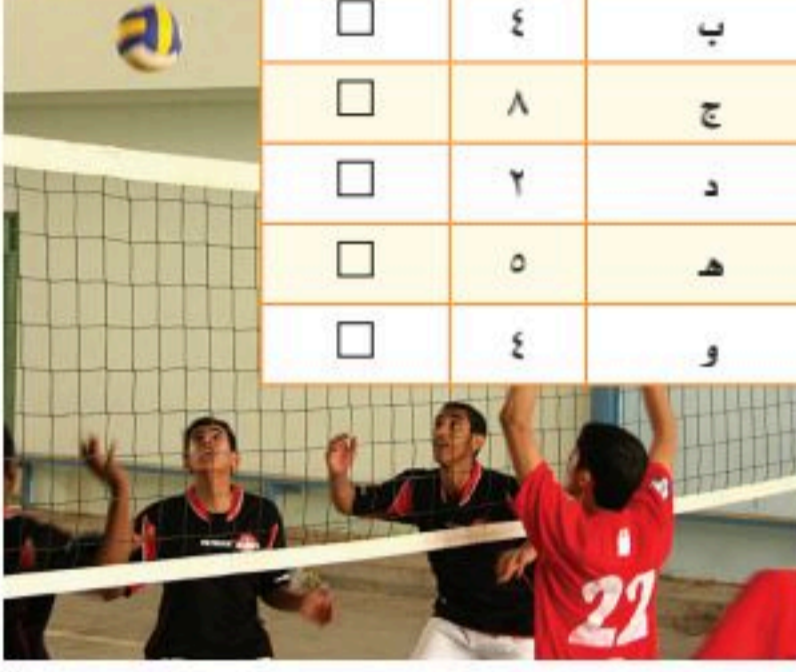 ب ٤ □
ج ٨ □
د ٢ □
هـ ٥ □
و ٤ □
22